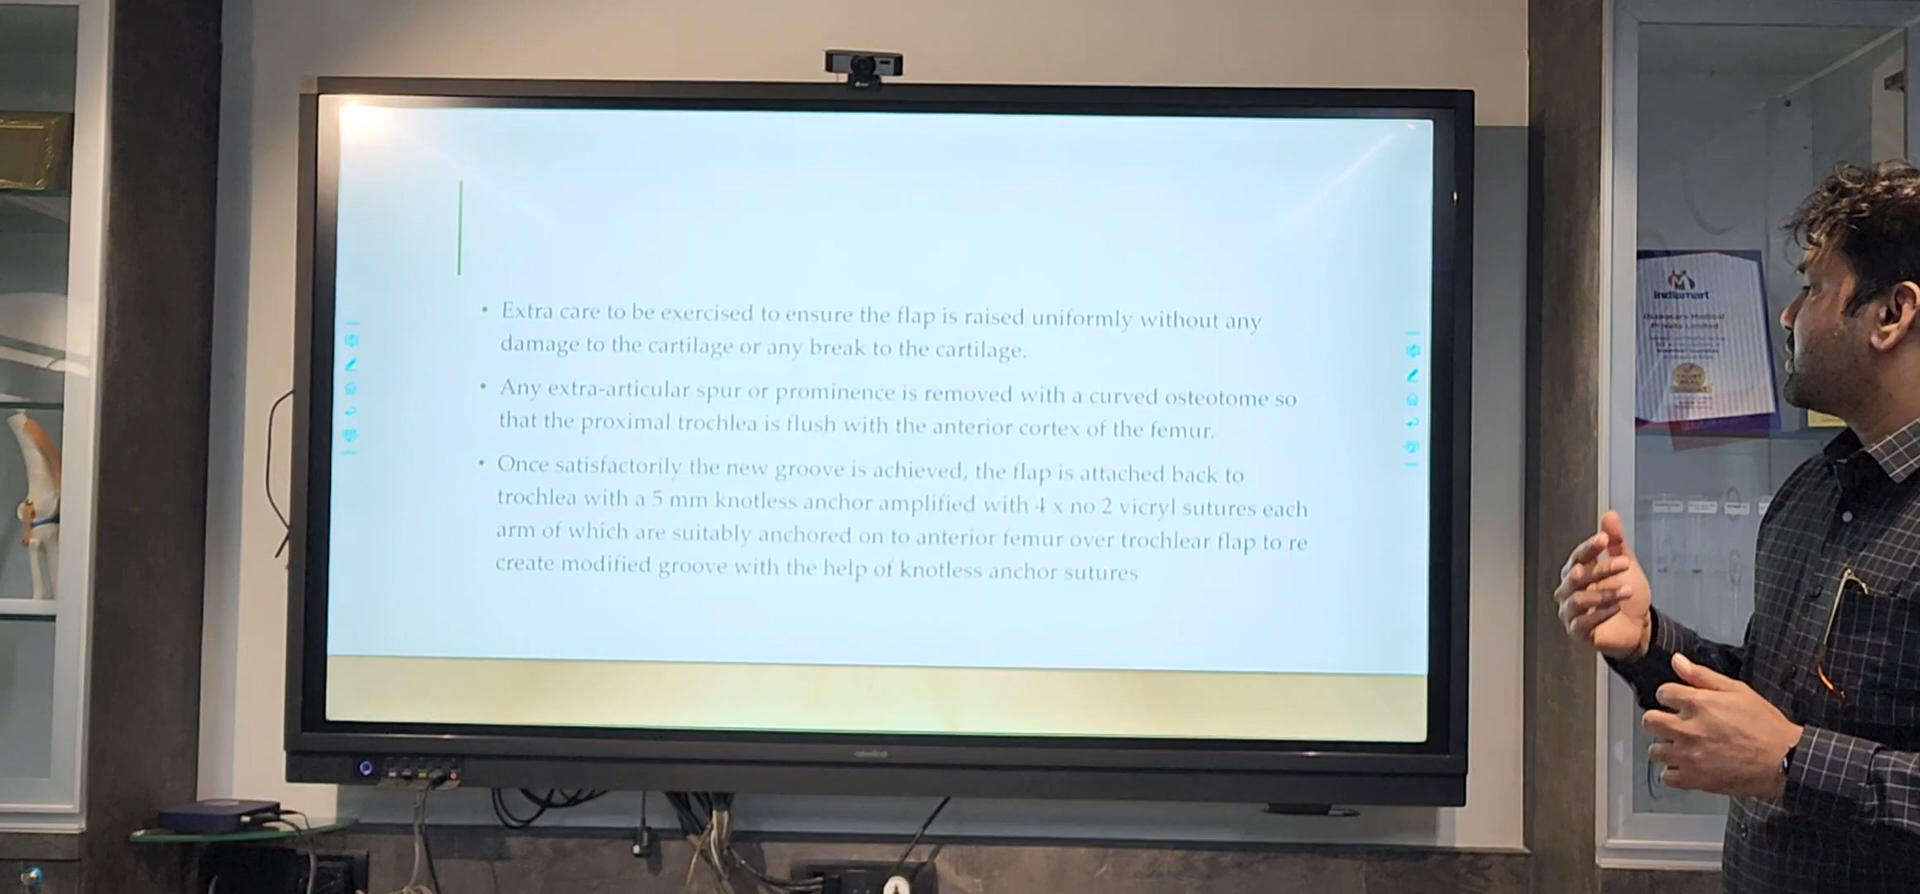 • Extra care to be exercised to ensure the flap is raised uniformly without any
damage to the cartilage or any break to the cartilage.
• Any extra-articular spur or prominence is removed with a curved osteotome so
that the proximal trochlea is flush with the anterior cortex of the femur.
• Once satisfactorily the new groove is achieved, the flap is attached back to
trochlea with a 5 mm knotless anchor amplified with 4 x no 2 vicryl sutures each
arm of which are suitably anchored on to anterior femur over trochlear flap to re
create modified groove with the help of knotless anchor sutures
indiamart
Private Limited